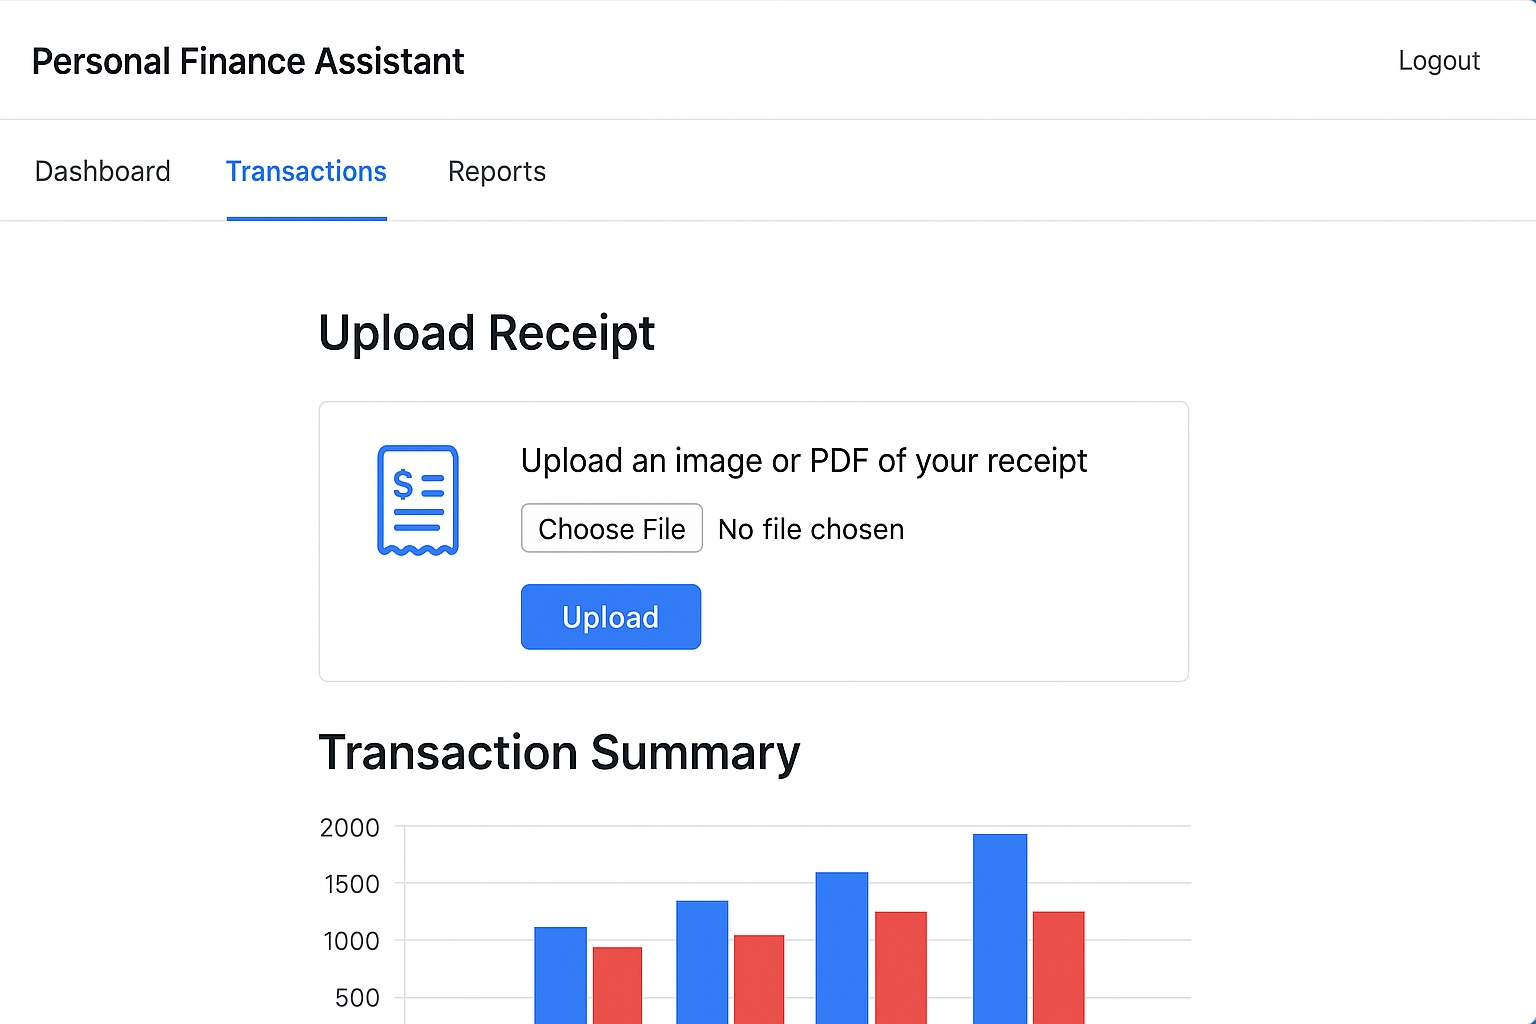 Personal Finance Assistant
Logout
Dashboard
Transactions
Reports
Upload Receipt
$
Upload an image or PDF of your receipt
Choose File No file chosen
Upload
Transaction Summary
2000
1500
1000
500